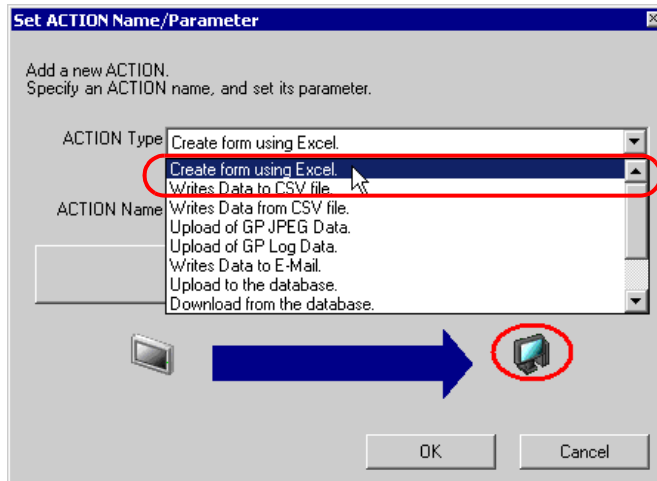 Set ACTION Name/Parameter
Add a new ACTION.
Specify an ACTION name, and set its parameter.
ACTION Type Create form using Excel.
Create form using Excel.
Writes Data to CSV file.
ACTION Name Writes Data from CSV file.
Upload of GP JPEG Data.
Upload of GP Log Data.
Writes Data to E-Mail.
Upload to the database.
Download from the database.
OK Cancel